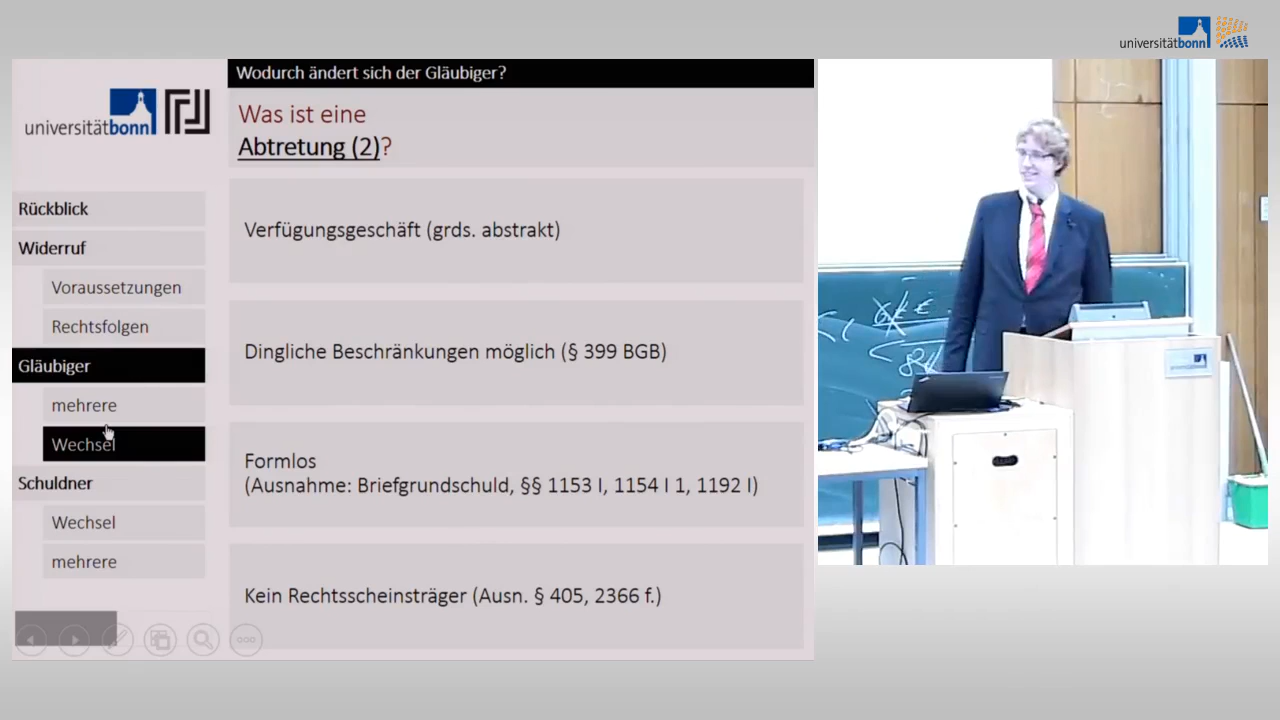 universitätbonn
Wodurch ändert sich der Gläubiger?
universitätbonn
Was ist eine
Abtretung (2)?
Rückblick
Widerruf
Voraussetzungen
Rechtsfolgen
Gläubiger
mehrere
Wechsel
Schuldner
Wechsel
mehrere
Verfügungsgeschäft (grds. abstrakt)
Dingliche Beschränkungen möglich (§ 399 BGB)
Formlos
(Ausnahme: Briefgrundschuld, §§ 1153 I, 1154 I 1, 1192 I)
Kein Rechtsscheinsträger (Ausn. § 405, 2366 f.)